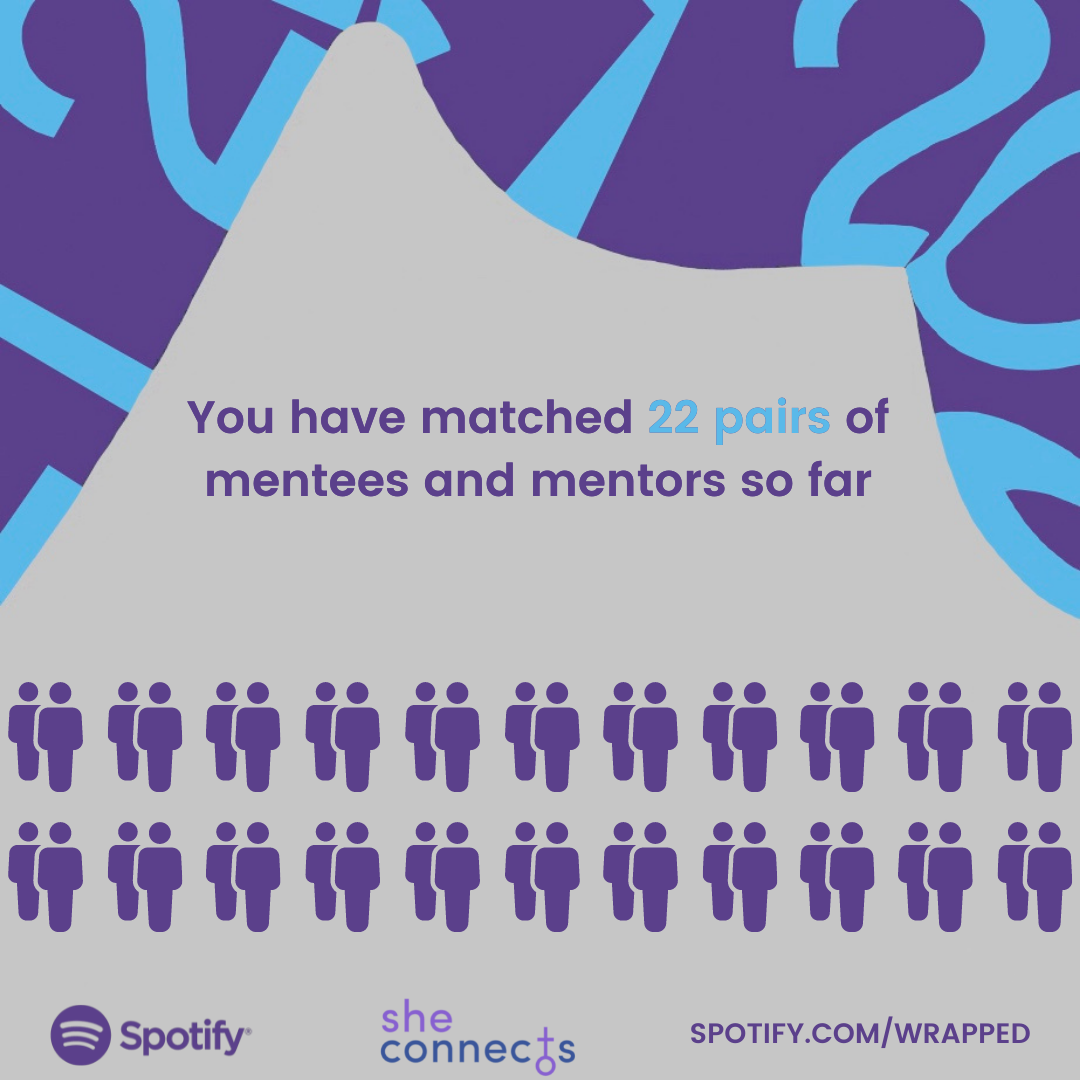 You have matched 22 pairs of
mentees and mentors so far
Spotify®
she
connects
SPOTIFY.COM/WRAPPED